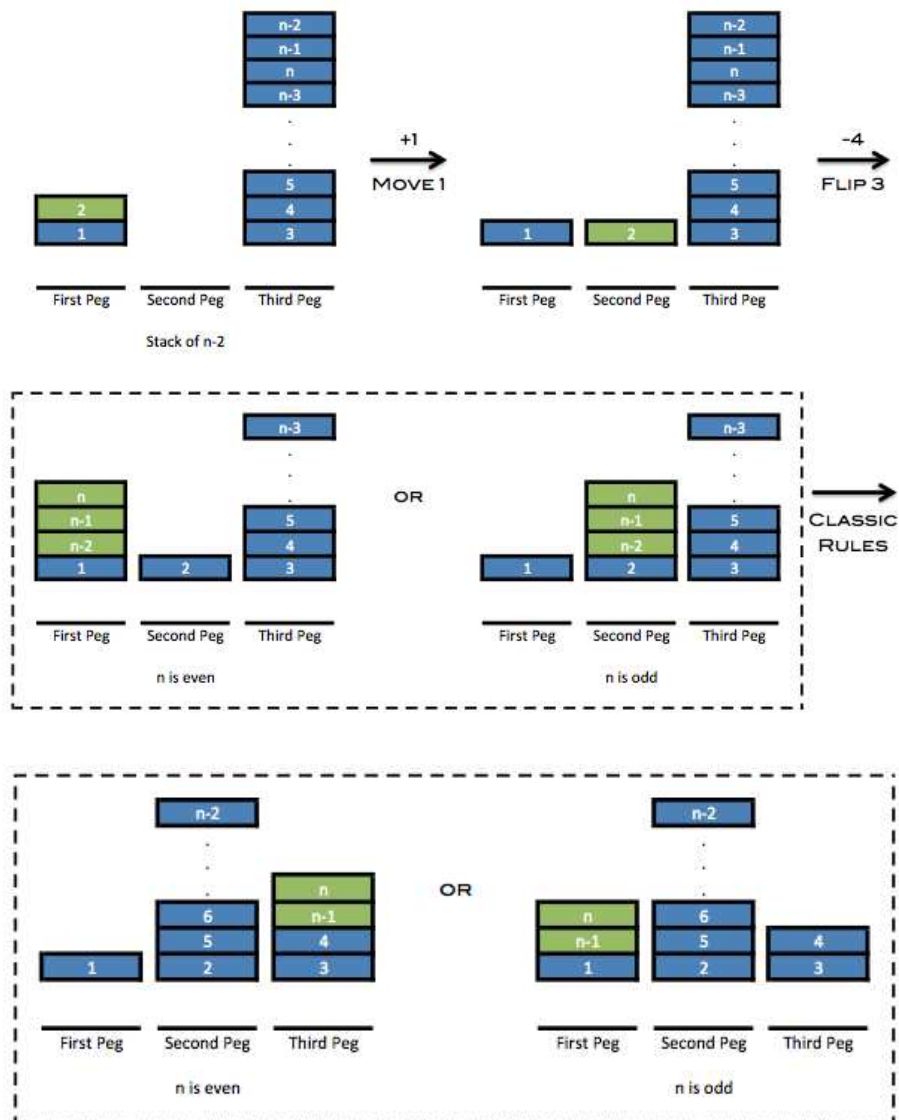 n-2 n-2
n-1 n-1
n n
n-3 n-3
. .
. +1 . -4
. MOVE 1 . FLIP 3
5 5
2 4 4
1 3 1 2 3
First Peg Second Peg Third Peg First Peg Second Peg Third Peg
Stack of n-2
n-3 n-3
. .
. .
n . OR n .
n-1 5 n-1 5 CLASSIC
n-2 4 n-2 4 RULES
1 2 3 1 2 3
First Peg Second Peg Third Peg First Peg Second Peg Third Peg
n is even n is odd
n-2 n-2
. .
. .
. n OR .
6 n-1 n 6
5 4 n-1 5 4
1 2 3 1 2 3
First Peg Second Peg Third Peg First Peg Second Peg Third Peg
n is even n is odd